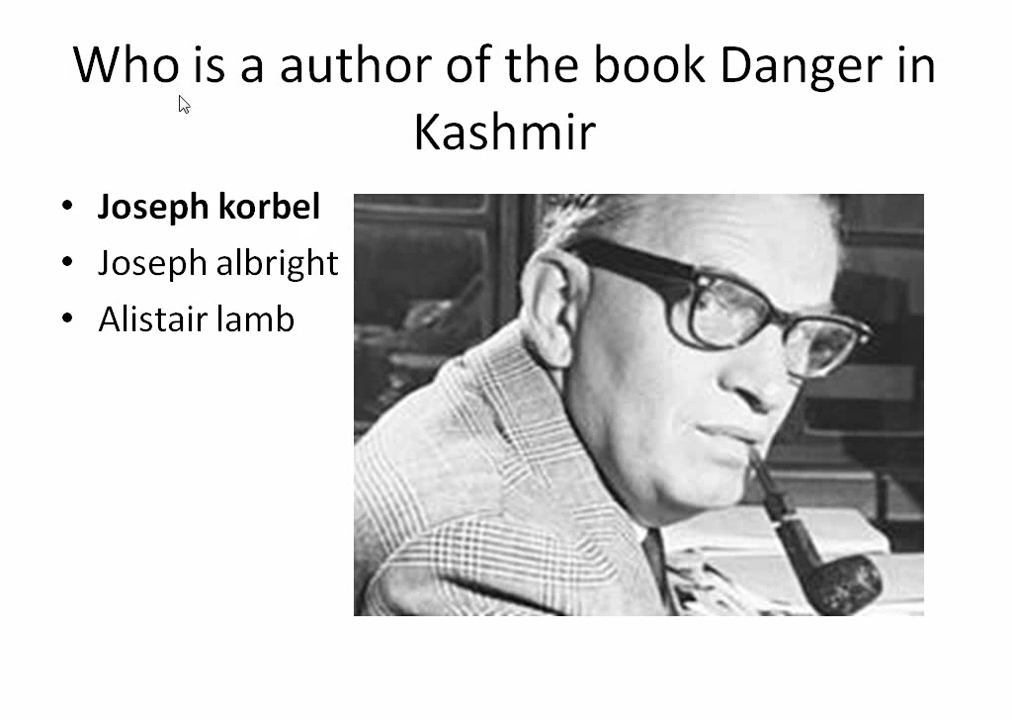 Who is a author of the book Danger in
Kashmir
• Joseph korbel
• Joseph albright
• Alistair lamb